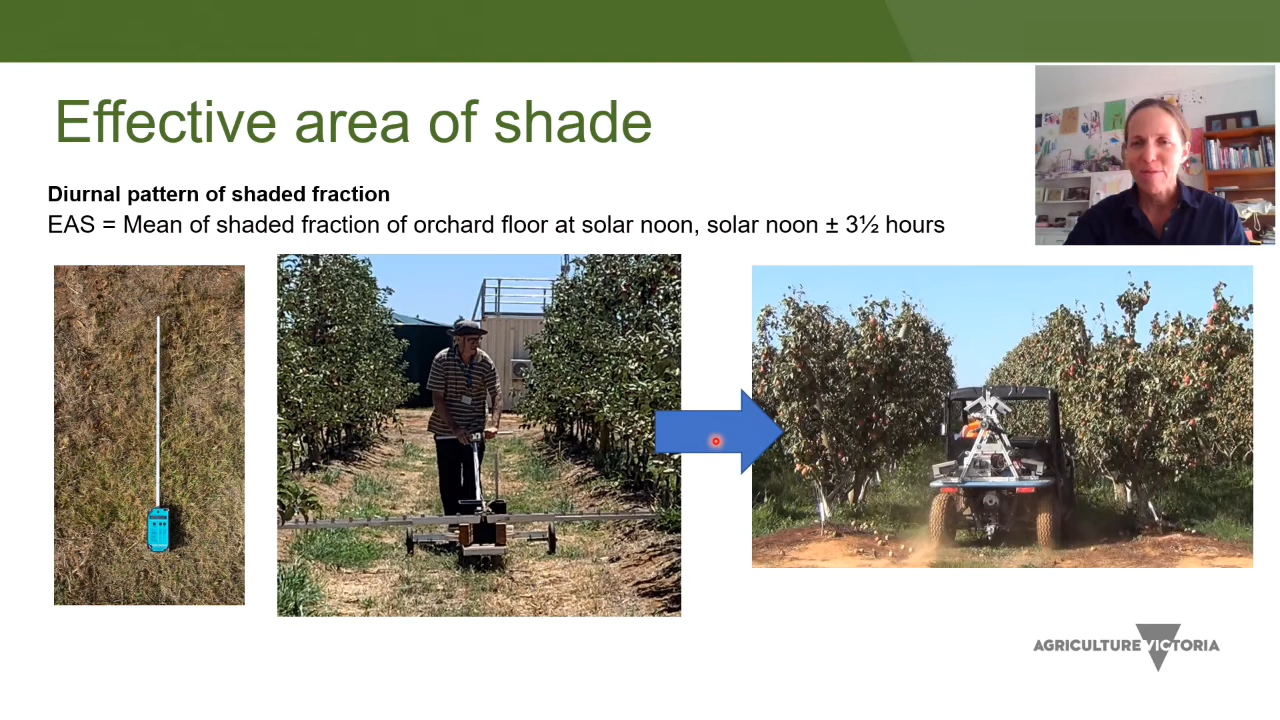 Effective area of shade
Diurnal pattern of shaded fraction
EAS = Mean of shaded fraction of orchard floor at solar noon, solar noon ± 3½ hours
AGRICULTURE VICTORIA